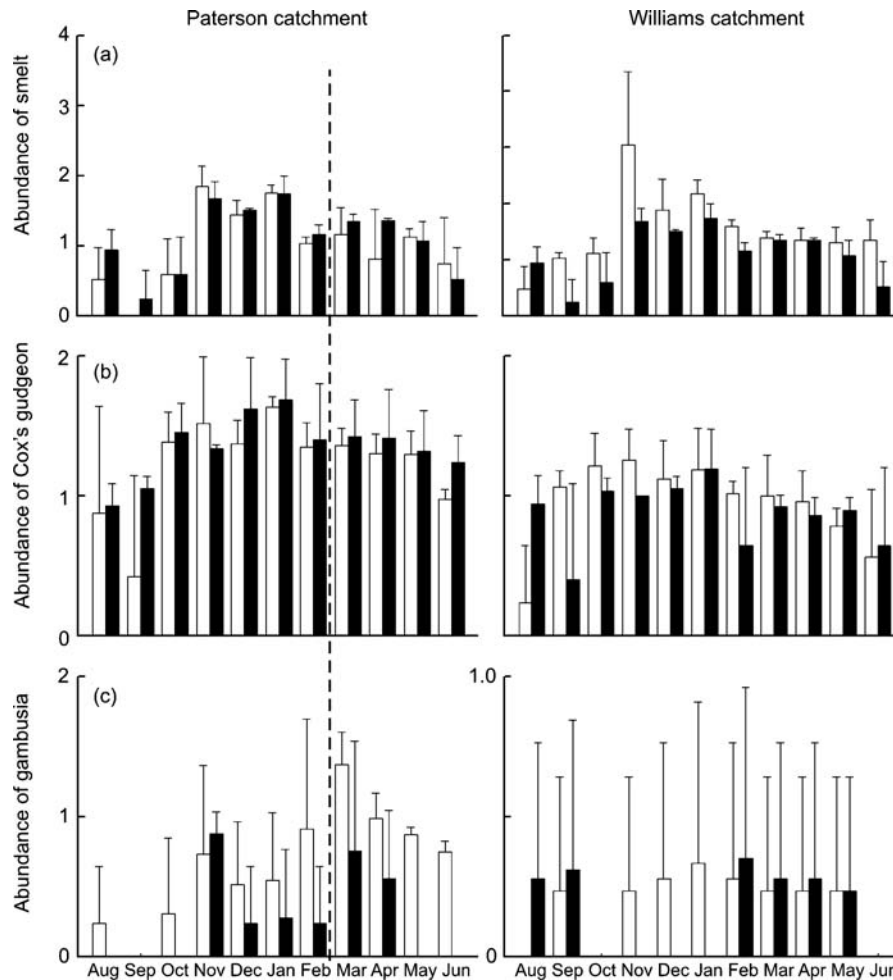 Paterson catchment
Williams catchment
(a)
Abundance of smelt
4
3
2
1
0
(b)
Abundance of Cox's gudgeon
2
1
0
(c)
Abundance of gambusia
2
1
0
1.0
0
Aug Sep Oct Nov Dec Jan Feb Mar Apr May Jun
Aug Sep Oct Nov Dec Jan Feb Mar Apr May Jun